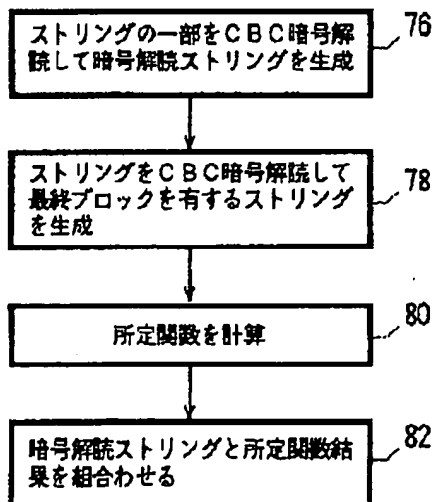 ストリングの一部をCBC暗号解
読して暗号解読ストリングを生成
76
ストリングをCBC暗号解読して
最終ブロックを有するストリング
を生成
78
所定関数を計算
80
暗号解読ストリングと所定関数結
果を組合わせる
82